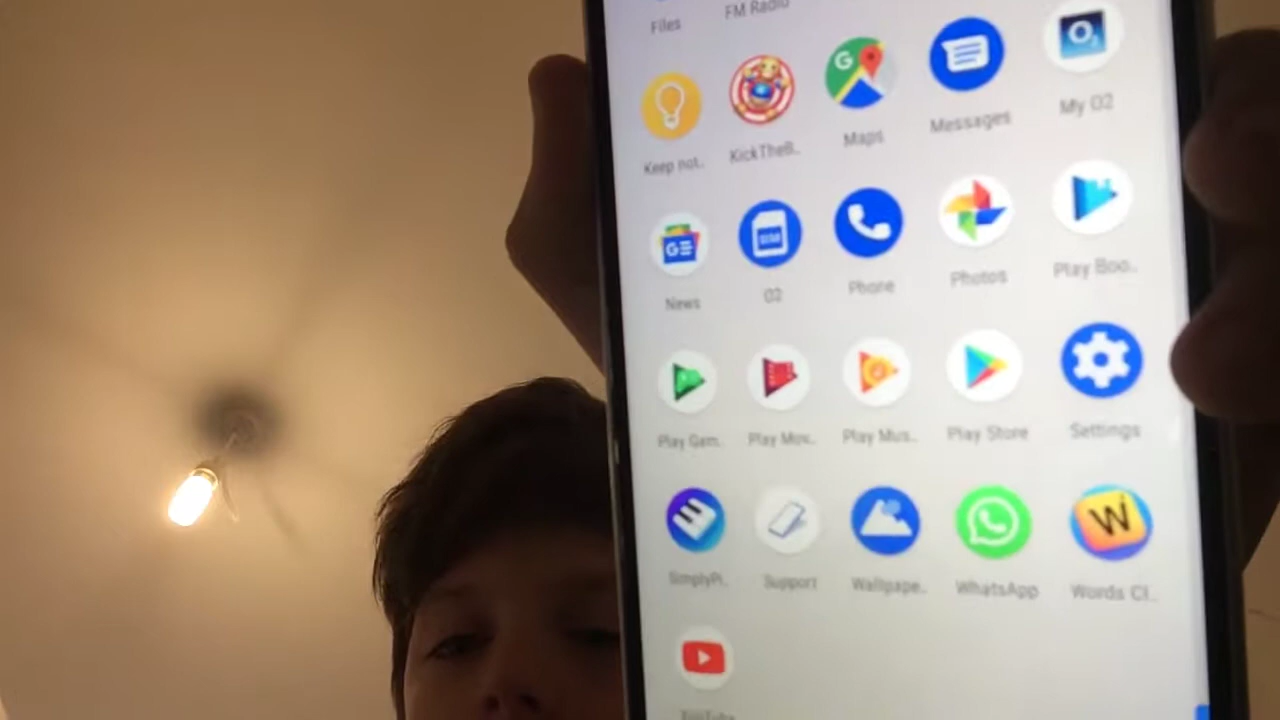 Files FM Radio
Keep not.. KickTheB.. Maps Messages My O2
News O2 Phone Photos Play Boo..
Play Gam.. Play Mov.. Play Mus.. Play Store Settings
SimplyPi.. Support Wallpape.. WhatsApp Words Cl..
YouTube